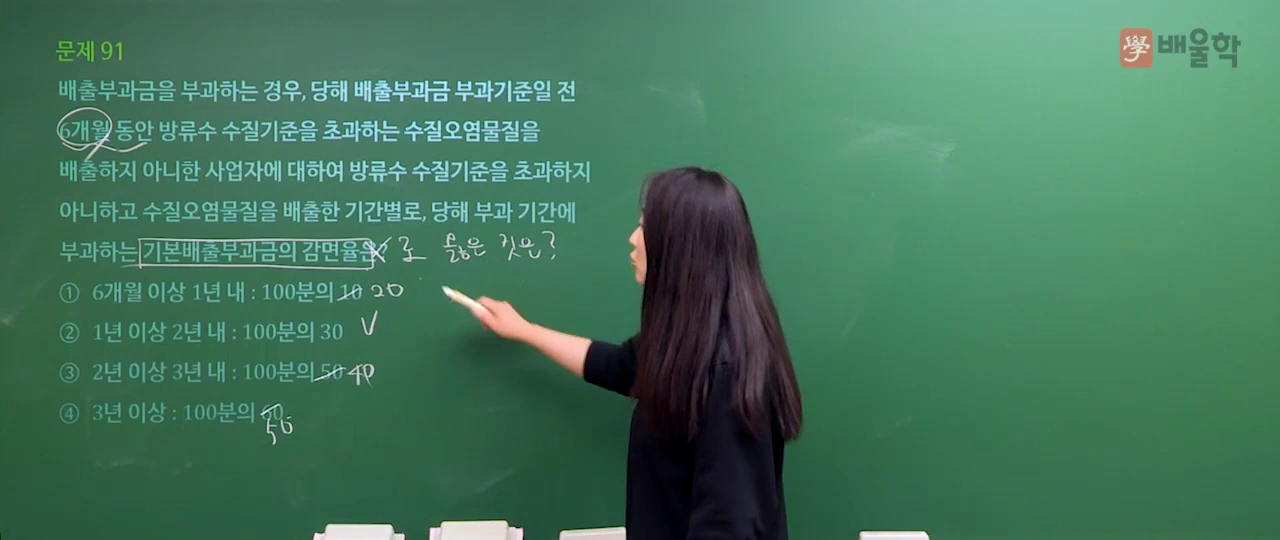 문제 91
學 배울학
배출부과금을 부과하는 경우, 당해 배출부과금 부과기준일 전
6개월 동안 방류수 수질기준을 초과하는 수질오염물질을
배출하지 아니한 사업자에 대하여 방류수 수질기준을 초과하지
아니하고 수질오염물질을 배출한 기간별로, 당해 부과 기간에
부과하는 기본배출부과금의 감면율은? 로 옳은 것은?
① 6개월 이상 1년 내 : 100분의 10 20
② 1년 이상 2년 내 : 100분의 30 V
③ 2년 이상 3년 내 : 100분의 50 40
④ 3년 이상 : 100분의 60
50